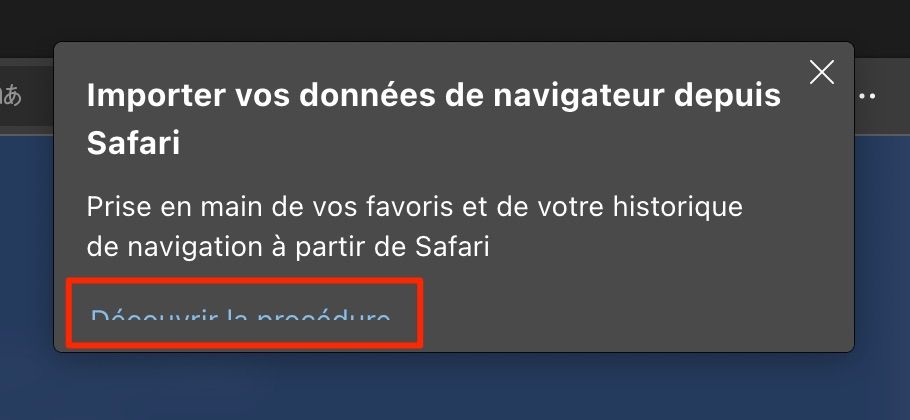 あ
Importer vos données de navigateur depuis
Safari
Prise en main de vos favoris et de votre historique
de navigation à partir de Safari
Découvrir la procédure